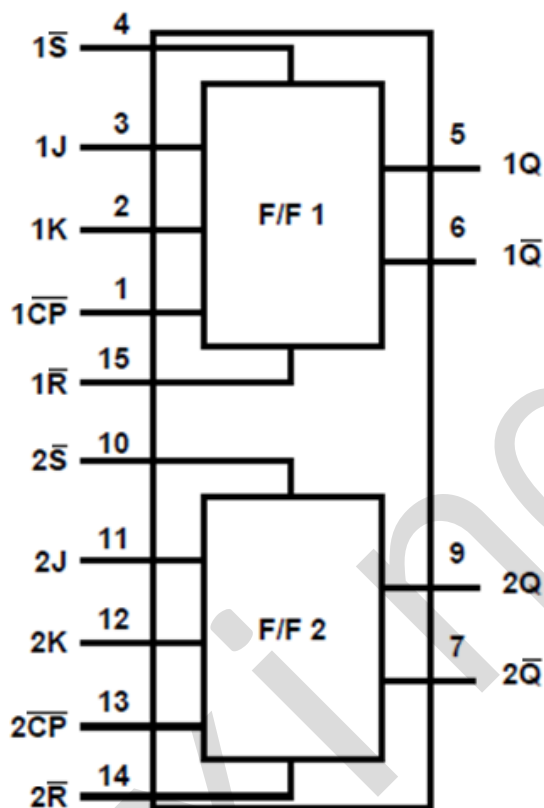 1S̅ 4
1J 3
1K 2
1C̅P̅ 1
1R̅ 15
F/F 1
5 1Q
6 1Q̅
2S̅ 10
2J 11
2K 12
2C̅P̅ 13
2R̅ 14
F/F 2
9 2Q
7 2Q̅